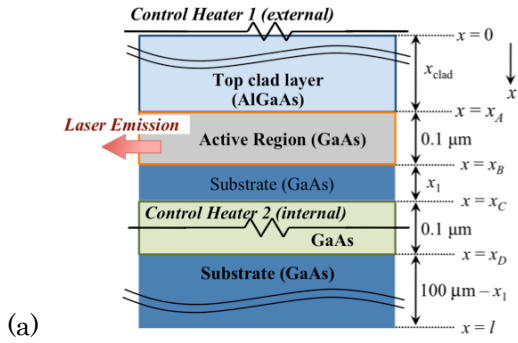 Control Heater 1 (external)
x = 0
x_clad
x
Top clad layer
(AlGaAs)
x = x_A
Laser Emission
Active Region (GaAs)
0.1 μm
x = x_B
Substrate (GaAs)
x_1
x = x_C
Control Heater 2 (internal)
0.1 μm
GaAs
x = x_D
Substrate (GaAs)
100 μm – x_1
(a)
x = l